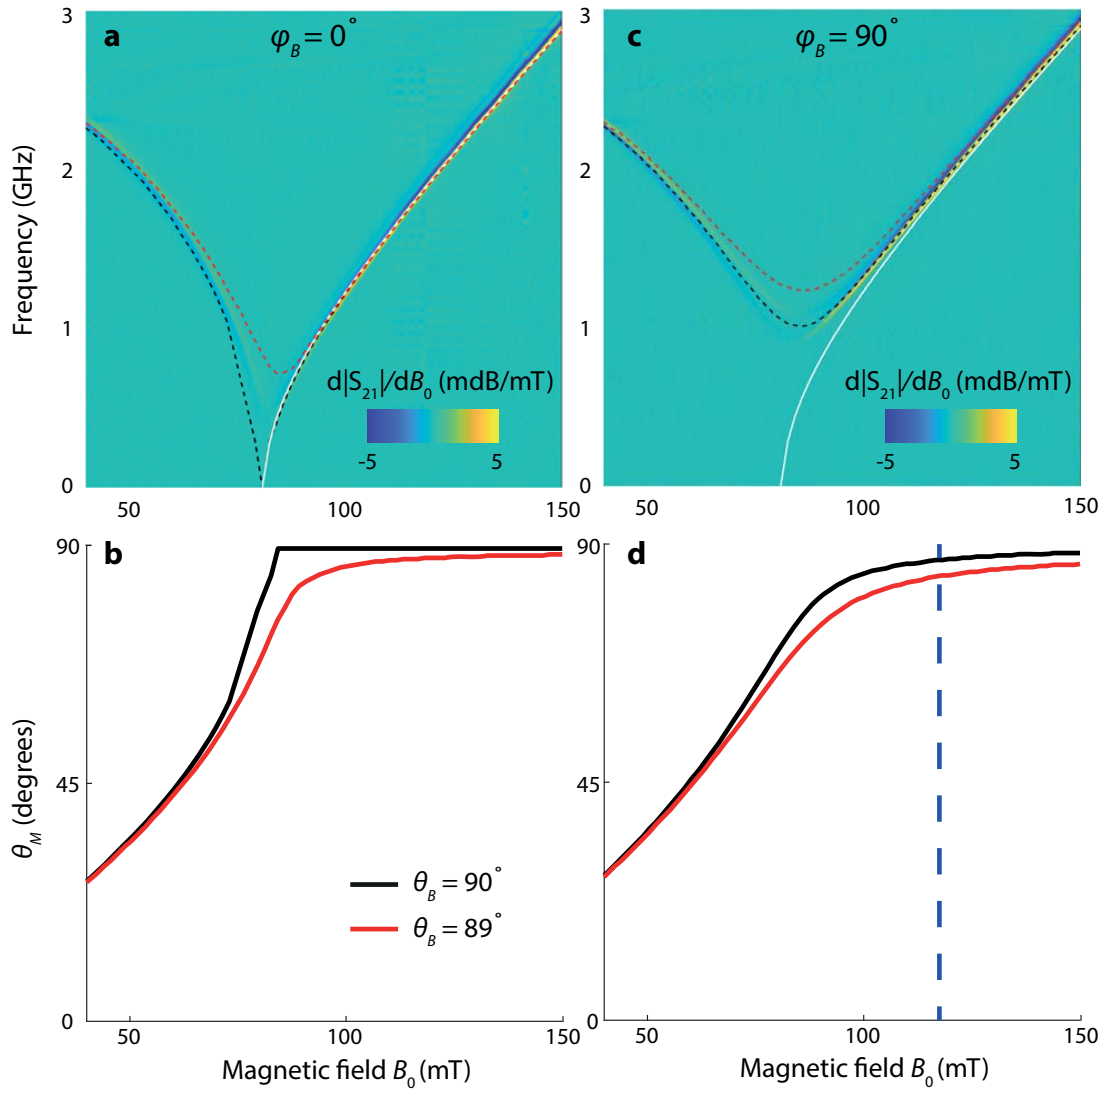 a
φB = 0°
3
2
1
0
Frequency (GHz)
d|S21|/dB0 (mdB/mT)
-5 5
50 100 150
c
φB = 90°
3
2
1
0
d|S21|/dB0 (mdB/mT)
-5 5
50 100 150
b
90
45
0
θM (degrees)
θB = 90°
θB = 89°
50 100 150
Magnetic field B0 (mT)
d
90
45
0
50 100 150
Magnetic field B0 (mT)